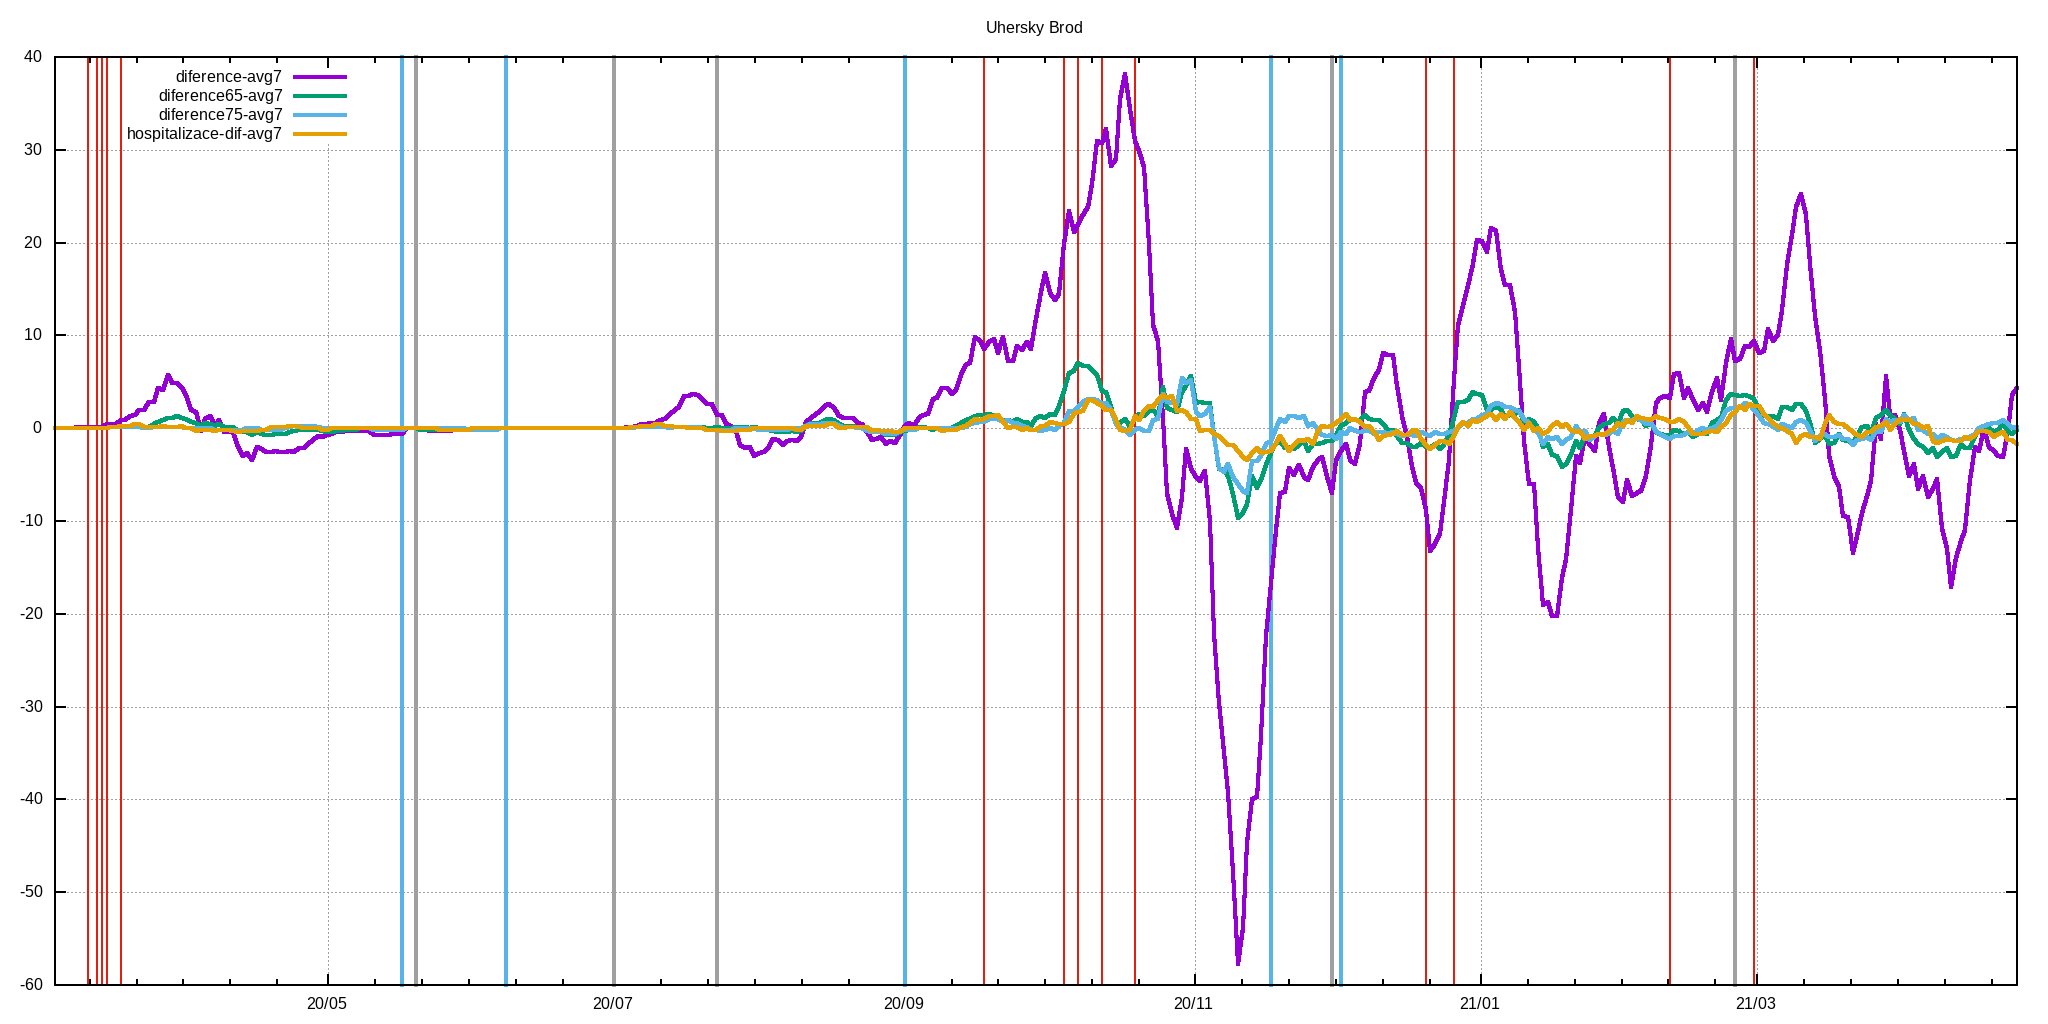 Uhersky Brod
diference-avg7
diference65-avg7
diference75-avg7
hospitalizace-dif-avg7
40
30
20
10
0
-10
-20
-30
-40
-50
-60
20/05 20/07 20/09 20/11 21/01 21/03